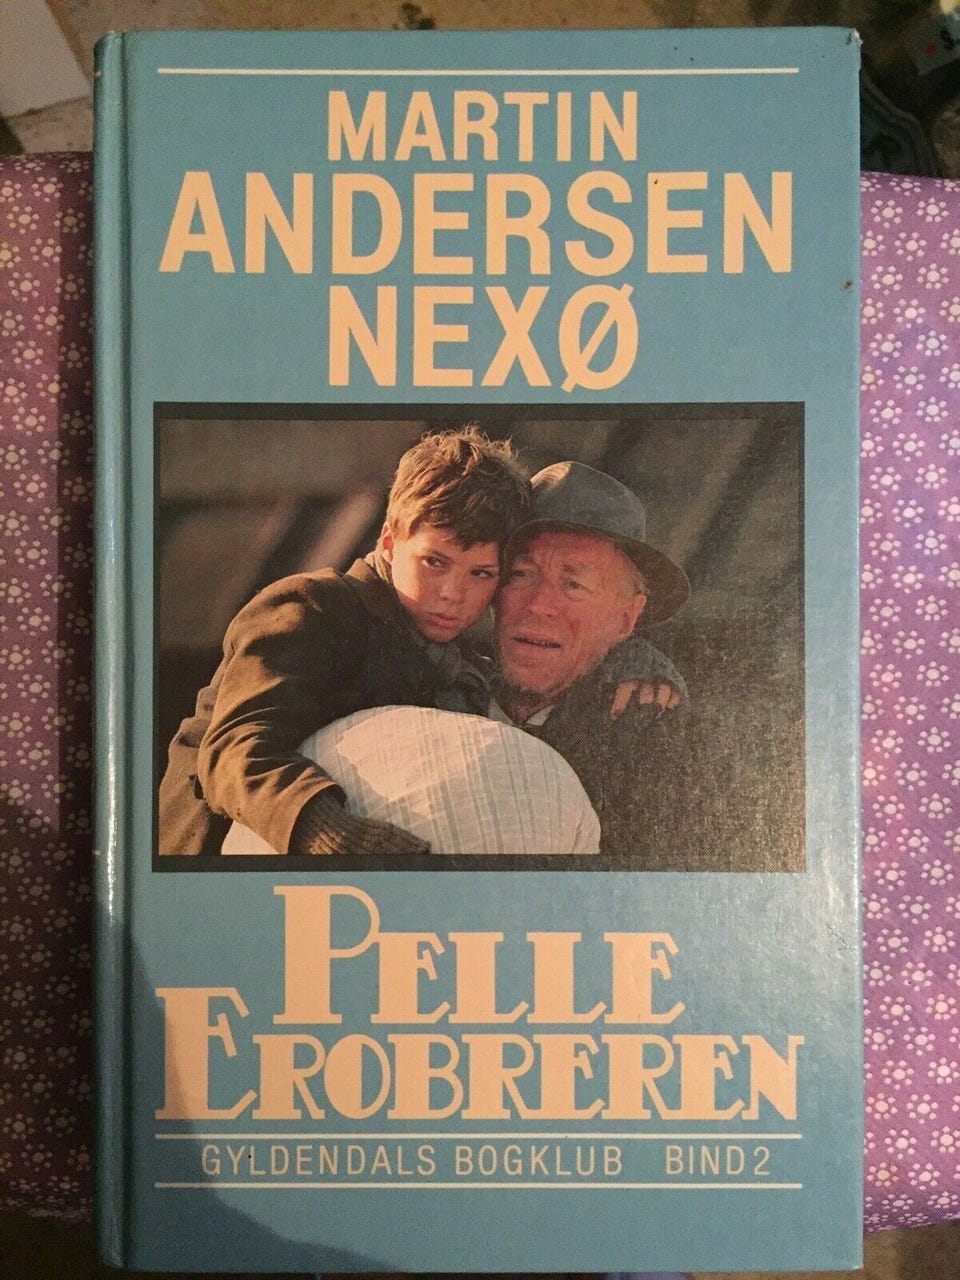 MARTIN
ANDERSEN
NEXØ
PELLE
EROBREREN
GYLDENDALS BOGKLUB BIND 2